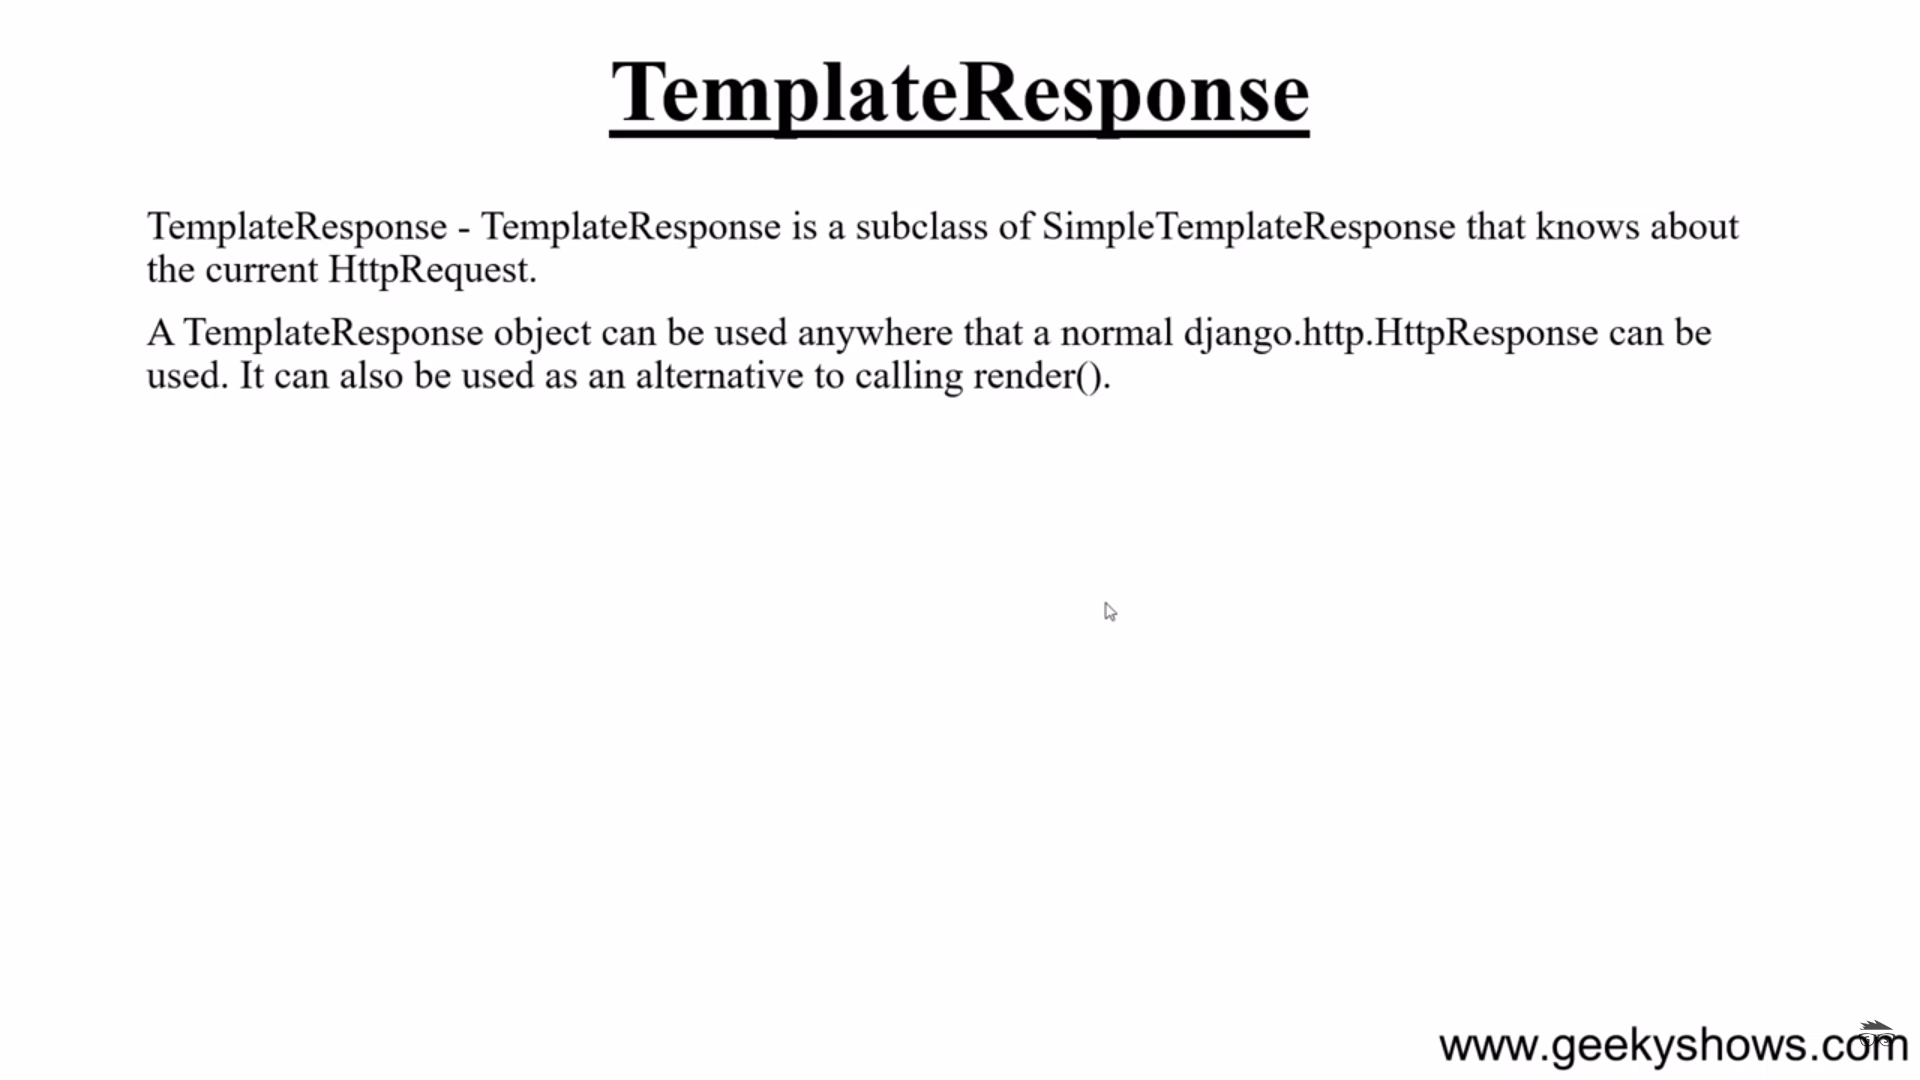 TemplateResponse
TemplateResponse - TemplateResponse is a subclass of SimpleTemplateResponse that knows about
the current HttpRequest.
A TemplateResponse object can be used anywhere that a normal django.http.HttpResponse can be
used. It can also be used as an alternative to calling render().
www.geekyshows.com